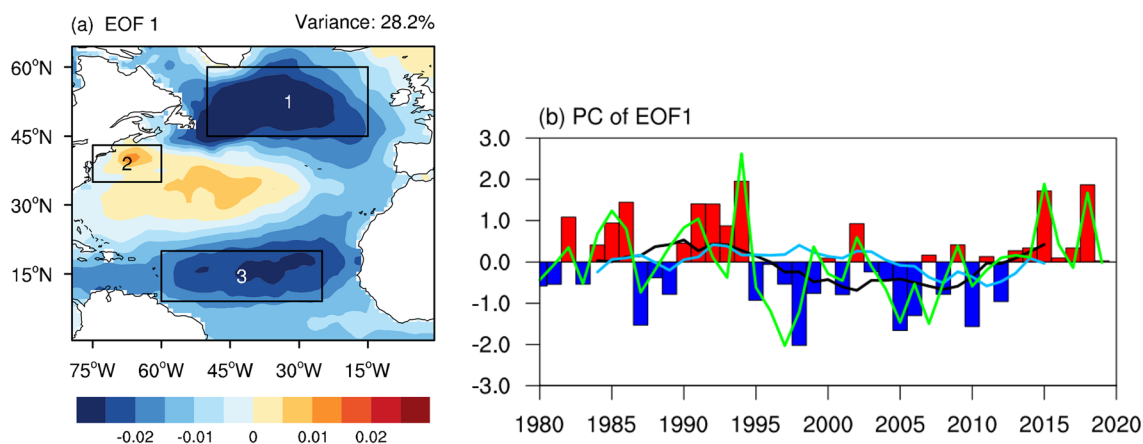 (a) EOF 1 Variance: 28.2%
60°N
45°N
30°N
15°N
1
2
3
75°W 60°W 45°W 30°W 15°W
-0.02 -0.01 0 0.01 0.02
(b) PC of EOF1
3.0
2.0
1.0
0.0
-1.0
-2.0
-3.0
1980 1985 1990 1995 2000 2005 2010 2015 2020